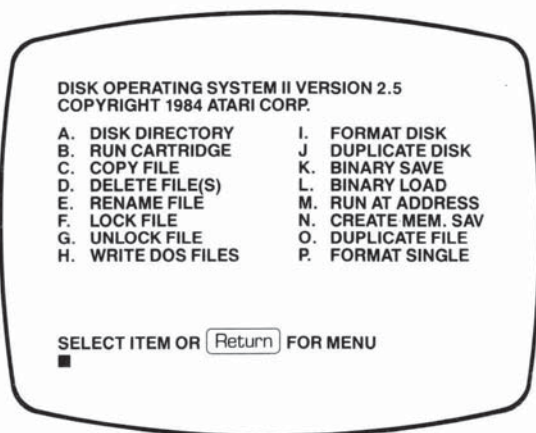 DISK OPERATING SYSTEM II VERSION 2.5
COPYRIGHT 1984 ATARI CORP.
A. DISK DIRECTORY
B. RUN CARTRIDGE
C. COPY FILE
D. DELETE FILE(S)
E. RENAME FILE
F. LOCK FILE
G. UNLOCK FILE
H. WRITE DOS FILES
I. FORMAT DISK
J DUPLICATE DISK
K. BINARY SAVE
L. BINARY LOAD
M. RUN AT ADDRESS
N. CREATE MEM. SAV
O. DUPLICATE FILE
P. FORMAT SINGLE
SELECT ITEM OR Return FOR MENU